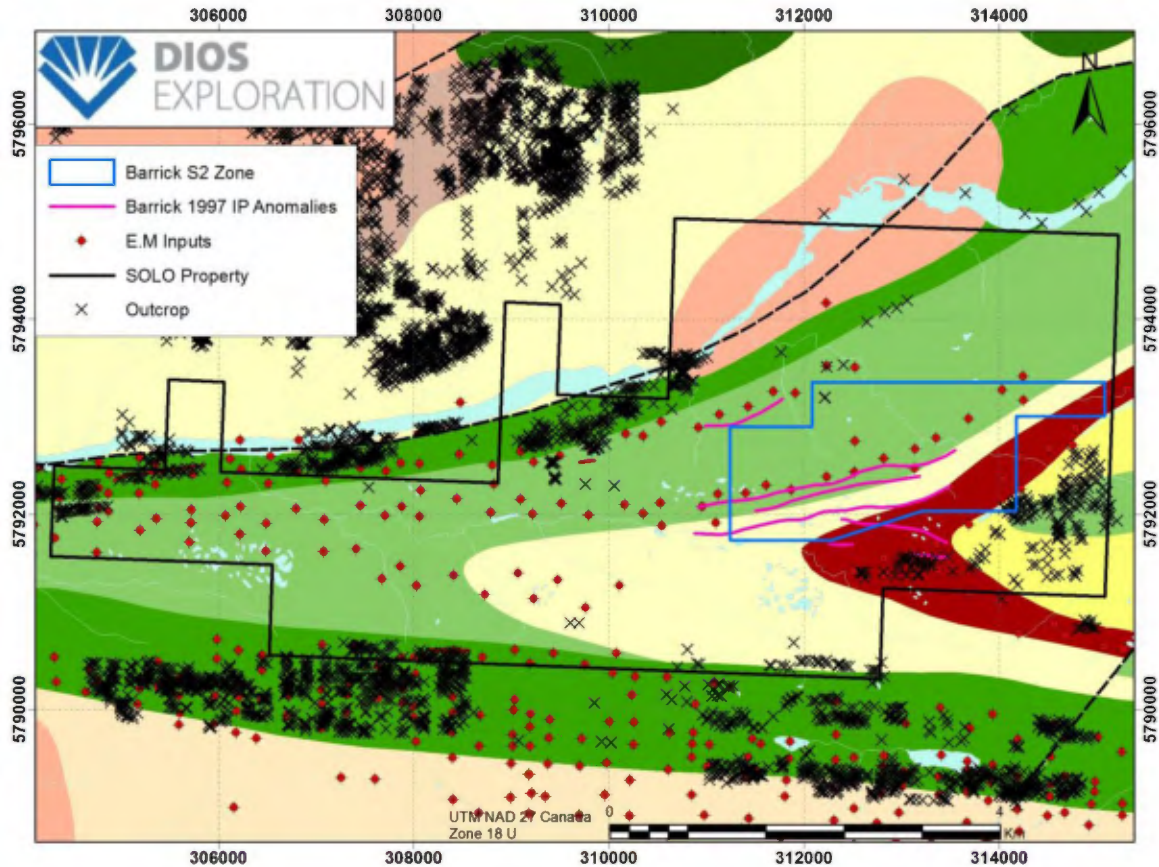 306000 308000 310000 312000 314000
DIOS
EXPLORATION
N
5796000 5796000
Barrick S2 Zone
Barrick 1997 IP Anomalies
E.M Inputs
SOLO Property
Outcrop
5794000 5794000
5792000 5792000
5790000 5790000
UTM NAD 27 Canada
Zone 18 U
0 4
Km
306000 308000 310000 312000 314000